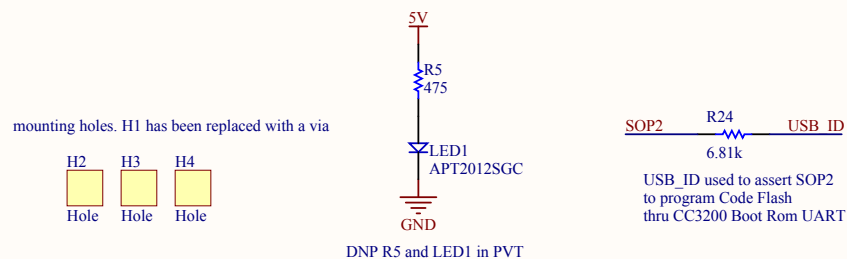 5V
R5
475
LED1
APT2012SGC
GND
DNP R5 and LED1 in PVT
mounting holes. H1 has been replaced with a via
H2 H3 H4
Hole Hole Hole
R24
SOP2 USB_ID
6.81k
USB_ID used to assert SOP2
to program Code Flash
thru CC3200 Boot Rom UART